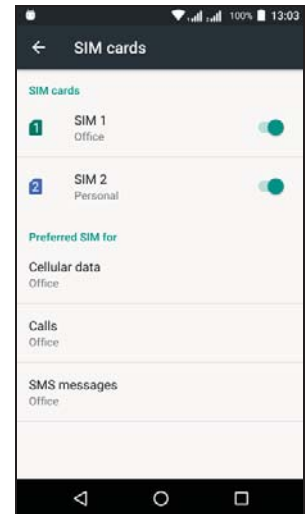 100% 13:03
SIM cards
SIM cards
1
SIM 1
Office
2
SIM 2
Personal
Preferred SIM for
Cellular data
Office
Calls
Office
SMS messages
Office